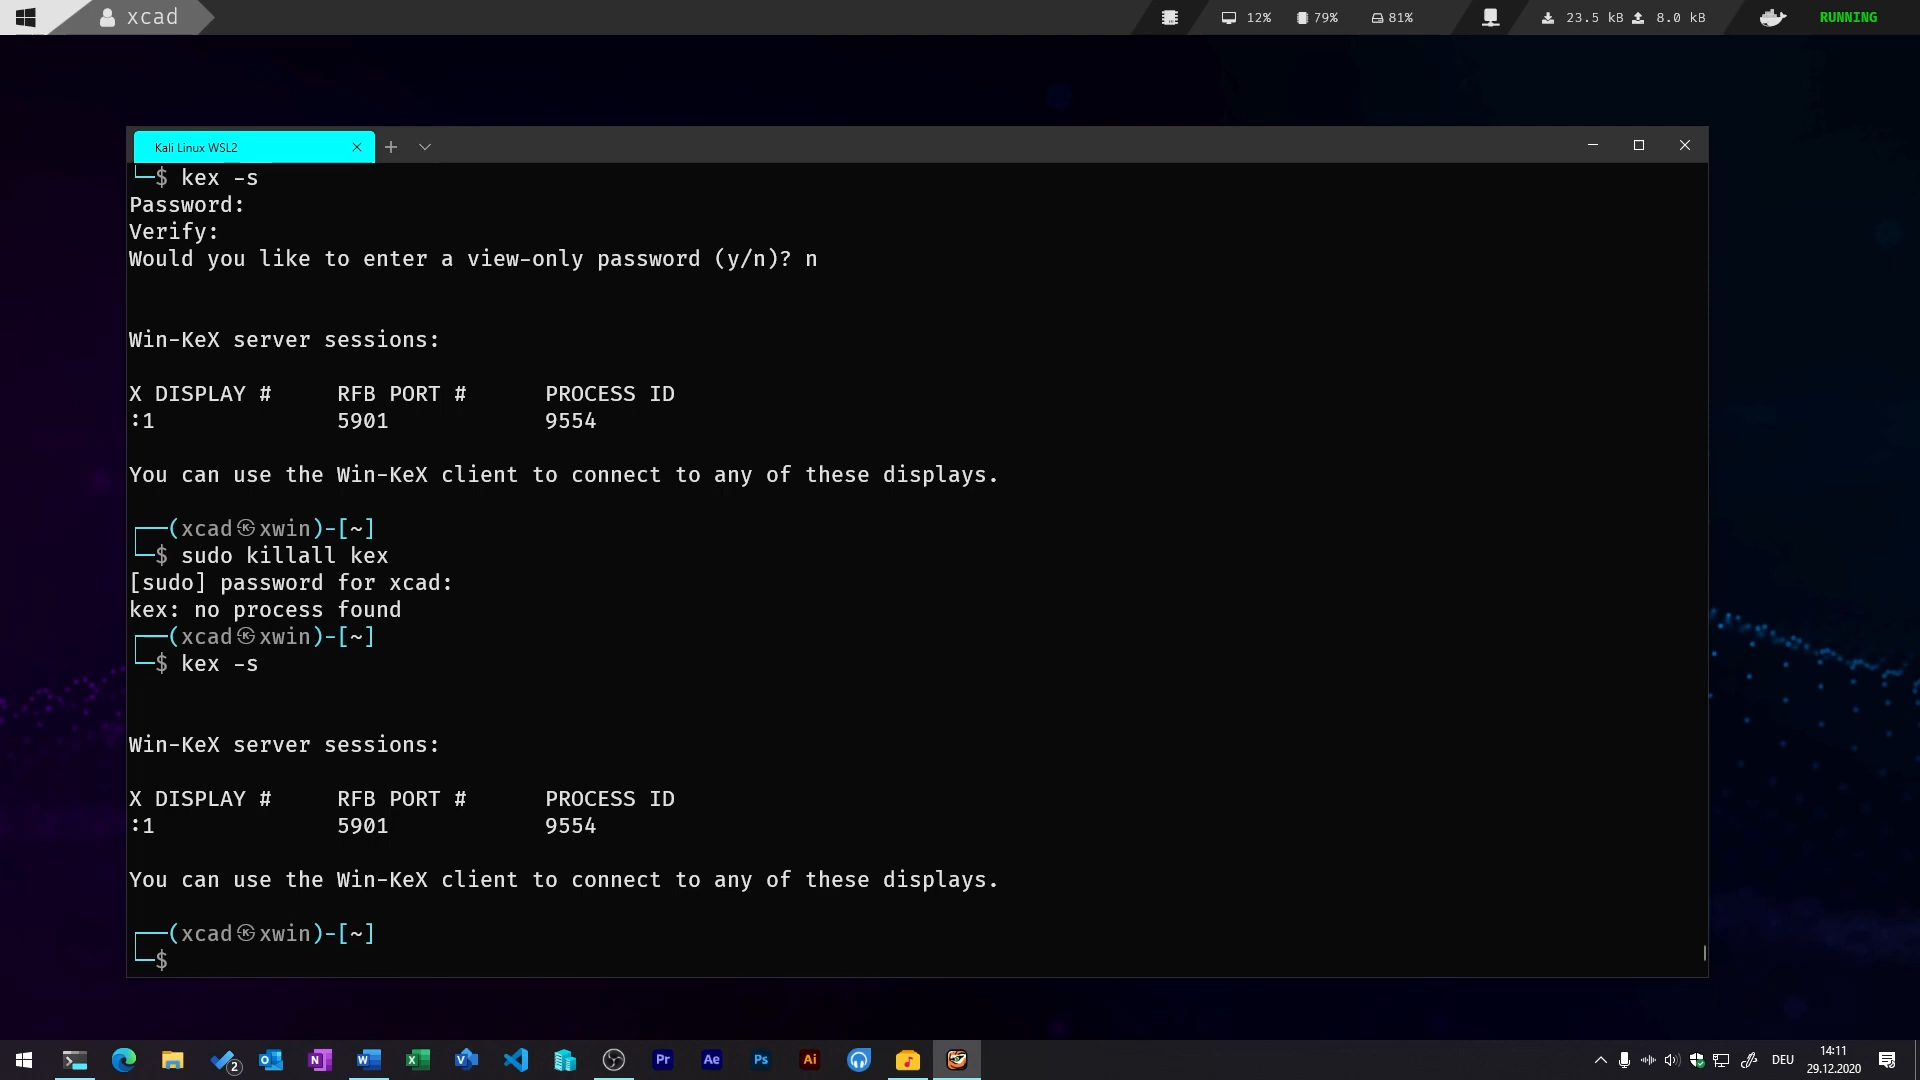 xcad
12%
79%
81%
23.5 kB
8.0 kB
RUNNING
Kali Linux WSL2
└─$ kex -s
Password:
Verify:
Would you like to enter a view-only password (y/n)? n
Win-KeX server sessions:
X DISPLAY # RFB PORT # PROCESS ID
:1 5901 9554
You can use the Win-KeX client to connect to any of these displays.
┌──(xcad㉿xwin)-[~]
└─$ sudo killall kex
[sudo] password for xcad:
kex: no process found
┌──(xcad㉿xwin)-[~]
└─$ kex -s
Win-KeX server sessions:
X DISPLAY # RFB PORT # PROCESS ID
:1 5901 9554
You can use the Win-KeX client to connect to any of these displays.
┌──(xcad㉿xwin)-[~]
└─$
2
Pr
Ae
Ps
Ai
DEU
14:11
29.12.2020